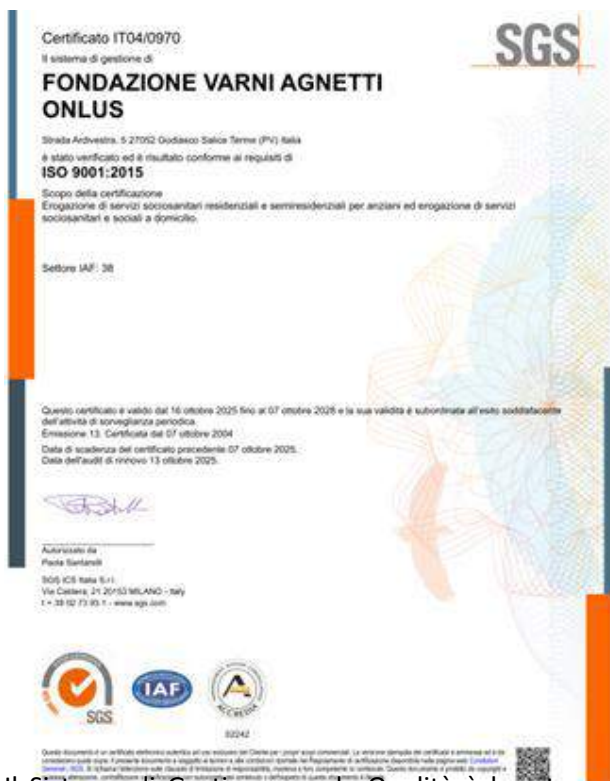 Certificato IT04/0970
SGS
Il sistema di gestione di
FONDAZIONE VARNI AGNETTI
ONLUS
Strada Ardivestra, 5 27052 Godiasco Salice Terme (PV) Italia
è stato verificato ed è risultato conforme ai requisiti di
ISO 9001:2015
Scopo della certificazione
Erogazione di servizi sociosanitari residenziali e semiresidenziali per anziani ed erogazione di servizi
sociosanitari e sociali a domicilio.
Settore IAF: 38
Questo certificato è valido dal 16 ottobre 2025 fino al 07 ottobre 2028 e la sua validità è subordinata all'esito soddisfacente
dell'attività di sorveglianza periodica.
Emissione 13. Certificata dal 07 ottobre 2004
Data di scadenza del certificato precedente 07 ottobre 2025.
Data dell'audit di rinnovo 13 ottobre 2025.
Autorizzato da
Paola Santarelli
SGS ICS Italia S.r.l.
Via Caldera, 21 20153 MILANO - Italy
t + 39 02 73 93 1 - www.sgs.com
SGS
IAF
ACCREDIA